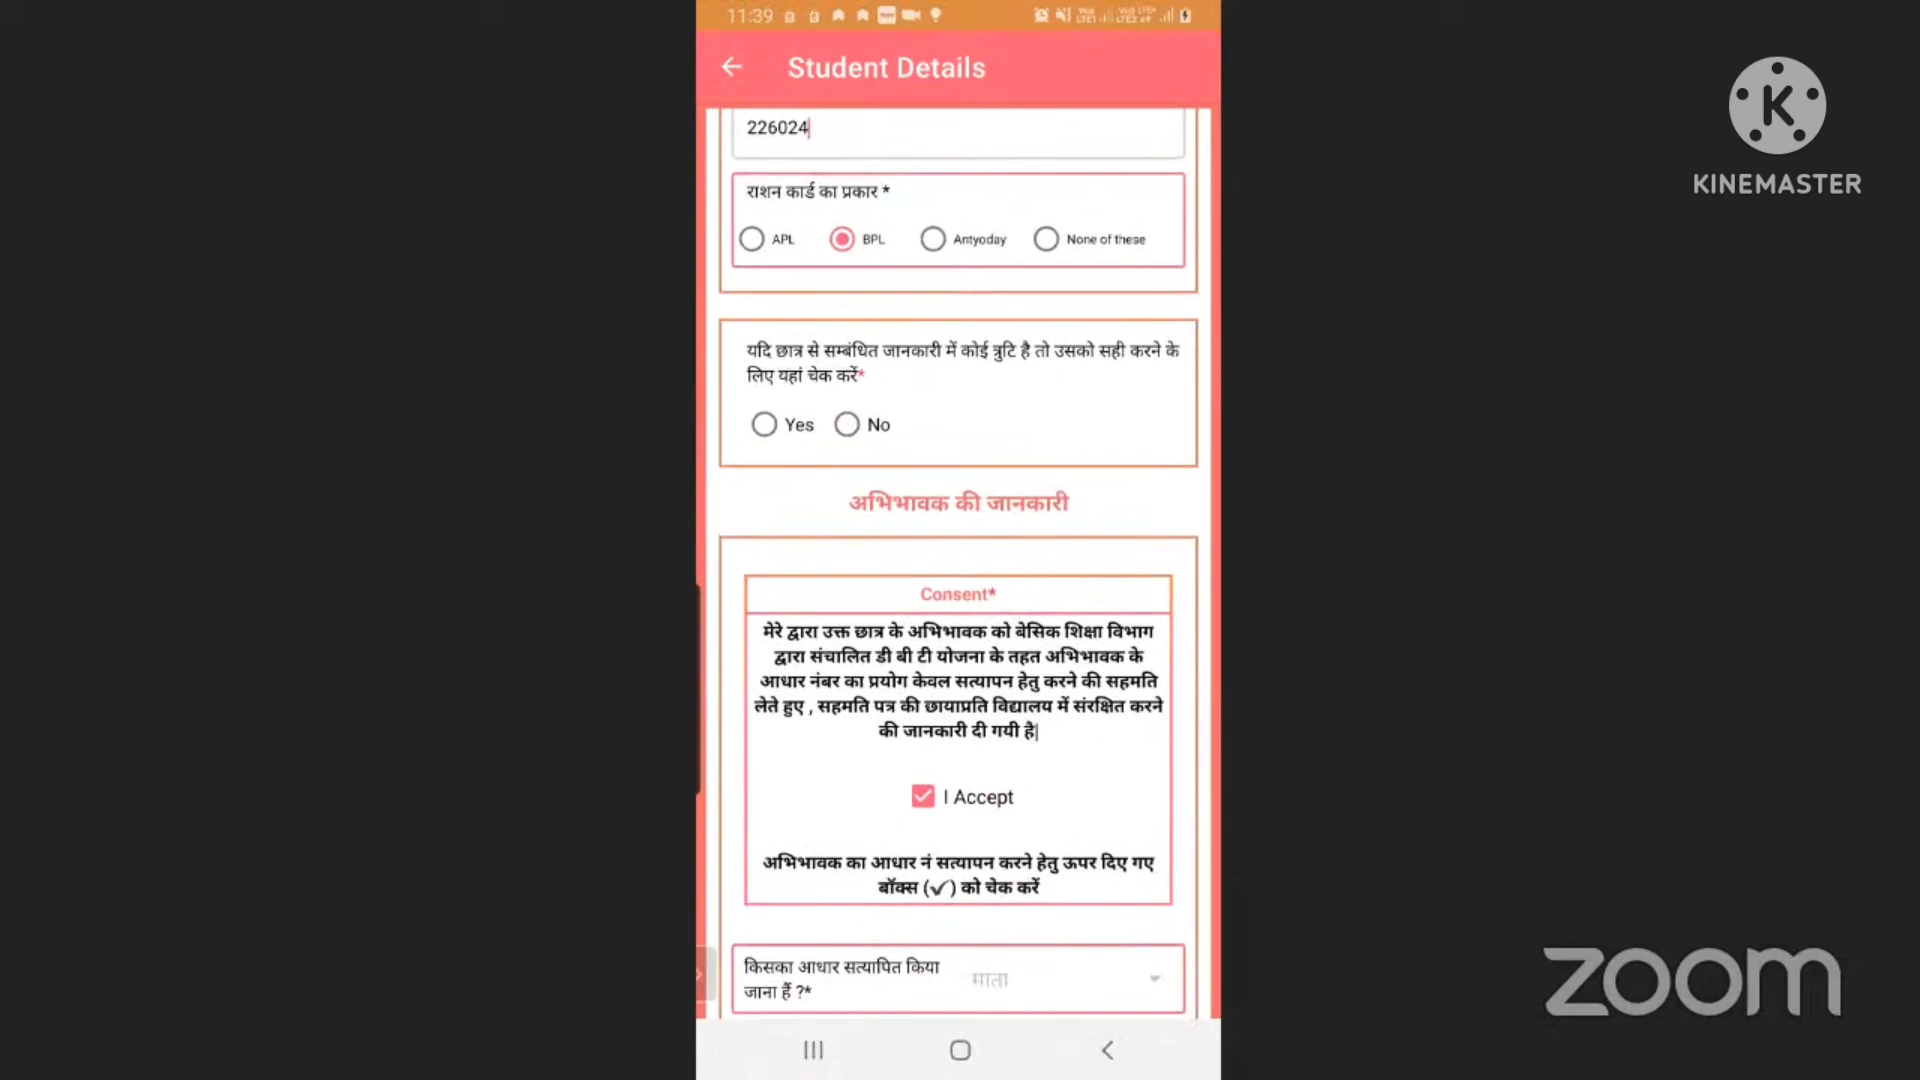 11:39
Student Details
226024
राशन कार्ड का प्रकार *
APL BPL Antyoday None of these
यदि छात्र से सम्बंधित जानकारी में कोई त्रुटि है तो उसको सही करने के
लिए यहां चेक करें*
Yes No
अभिभावक की जानकारी
Consent*
मेरे द्वारा उक्त छात्र के अभिभावक को बेसिक शिक्षा विभाग
द्वारा संचालित डी बी टी योजना के तहत अभिभावक के
आधार नंबर का प्रयोग केवल सत्यापन हेतु करने की सहमति
लेते हुए , सहमति पत्र की छायाप्रति विद्यालय में संरक्षित करने
की जानकारी दी गयी है|
I Accept
अभिभावक का आधार नं सत्यापन करने हेतु ऊपर दिए गए
बॉक्स (✓) को चेक करें
किसका आधार सत्यापित किया
जाना हैं ?*
माता
K
KINEMASTER
zoom